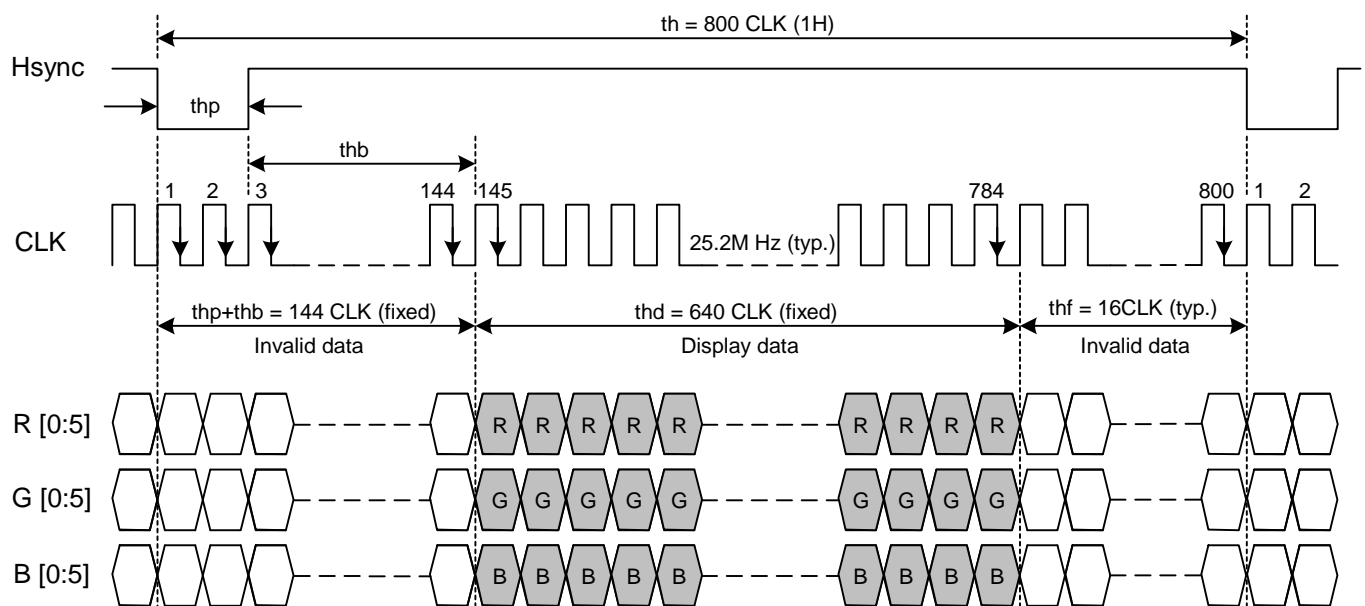 th = 800 CLK (1H)
Hsync
thp
thb
1 2 3 144 145 784 800 1 2
CLK
25.2M Hz (typ.)
thp+thb = 144 CLK (fixed) thd = 640 CLK (fixed) thf = 16CLK (typ.)
Invalid data Display data Invalid data
R [0:5] R R R R R R R R R
G [0:5] G G G G G G G G G
B [0:5] B B B B B B B B B